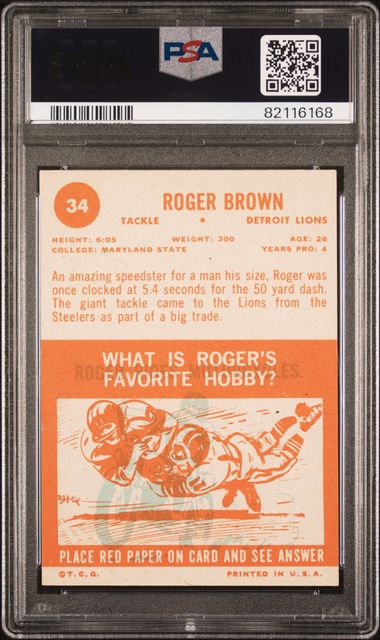 PSA
82116168
34
ROGER BROWN
TACKLE • DETROIT LIONS
HEIGHT: 6:05 WEIGHT: 300 AGE: 26
COLLEGE: MARYLAND STATE YEARS PRO: 4
An amazing speedster for a man his size, Roger was
once clocked at 5.4 seconds for the 50 yard dash.
The giant tackle came to the Lions from the
Steelers as part of a big trade.
WHAT IS ROGER'S
FAVORITE HOBBY?
PLACE RED PAPER ON CARD AND SEE ANSWER
© T. C. G. PRINTED IN U. S. A.